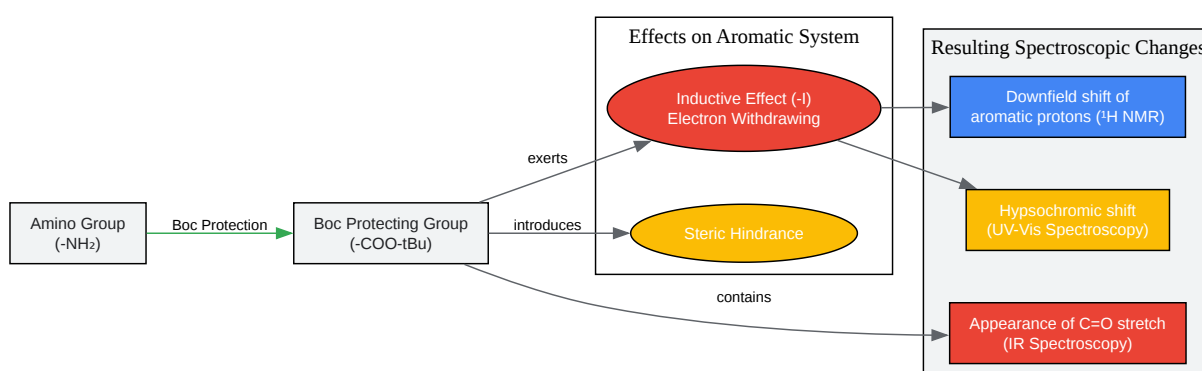 Effects on Aromatic System
Resulting Spectroscopic Changes
Inductive Effect (-I)
Electron Withdrawing
Downfield shift of
aromatic protons (¹H NMR)
exerts
Amino Group
(-NH₂)
Boc Protection
Boc Protecting Group
(-COO-tBu)
introduces
Steric Hindrance
Hypsochromic shift
(UV-Vis Spectroscopy)
contains
Appearance of C=O stretch
(IR Spectroscopy)